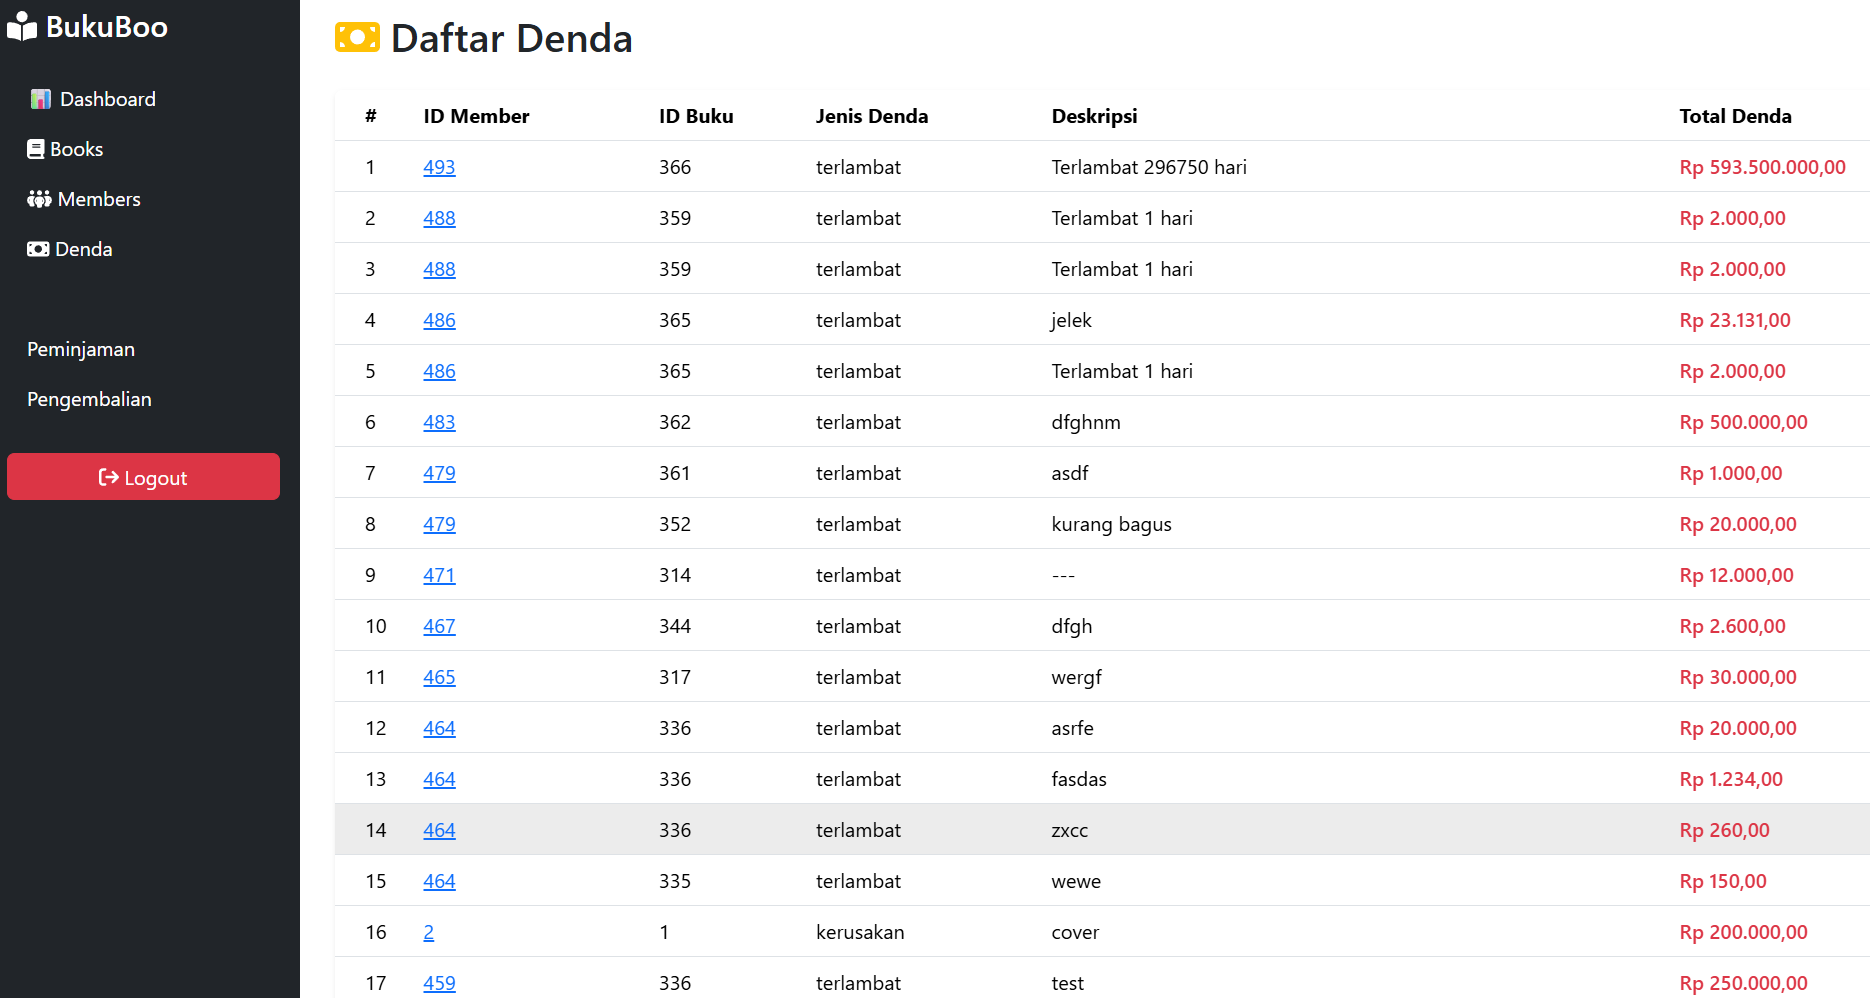 BukuBoo
Dashboard
Books
Members
Denda
Peminjaman
Pengembalian
Logout
Daftar Denda
# ID Member ID Buku Jenis Denda Deskripsi Total Denda
1 493 366 terlambat Terlambat 296750 hari Rp 593.500.000,00
2 488 359 terlambat Terlambat 1 hari Rp 2.000,00
3 488 359 terlambat Terlambat 1 hari Rp 2.000,00
4 486 365 terlambat jelek Rp 23.131,00
5 486 365 terlambat Terlambat 1 hari Rp 2.000,00
6 483 362 terlambat dfghnm Rp 500.000,00
7 479 361 terlambat asdf Rp 1.000,00
8 479 352 terlambat kurang bagus Rp 20.000,00
9 471 314 terlambat --- Rp 12.000,00
10 467 344 terlambat dfgh Rp 2.600,00
11 465 317 terlambat wergf Rp 30.000,00
12 464 336 terlambat asrfe Rp 20.000,00
13 464 336 terlambat fasdas Rp 1.234,00
14 464 336 terlambat zxcc Rp 260,00
15 464 335 terlambat wewe Rp 150,00
16 2 1 kerusakan cover Rp 200.000,00
17 459 336 terlambat test Rp 250.000,00